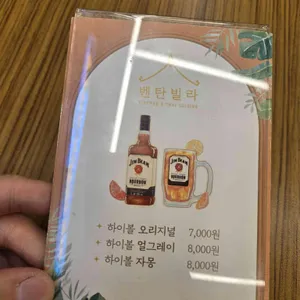 벤탄빌라
JIM BEAM
JIM BEAM
+ 하이볼 오리지널 7,000원
+ 하이볼 얼그레이 8,000원
+ 하이볼 자몽 8,000원